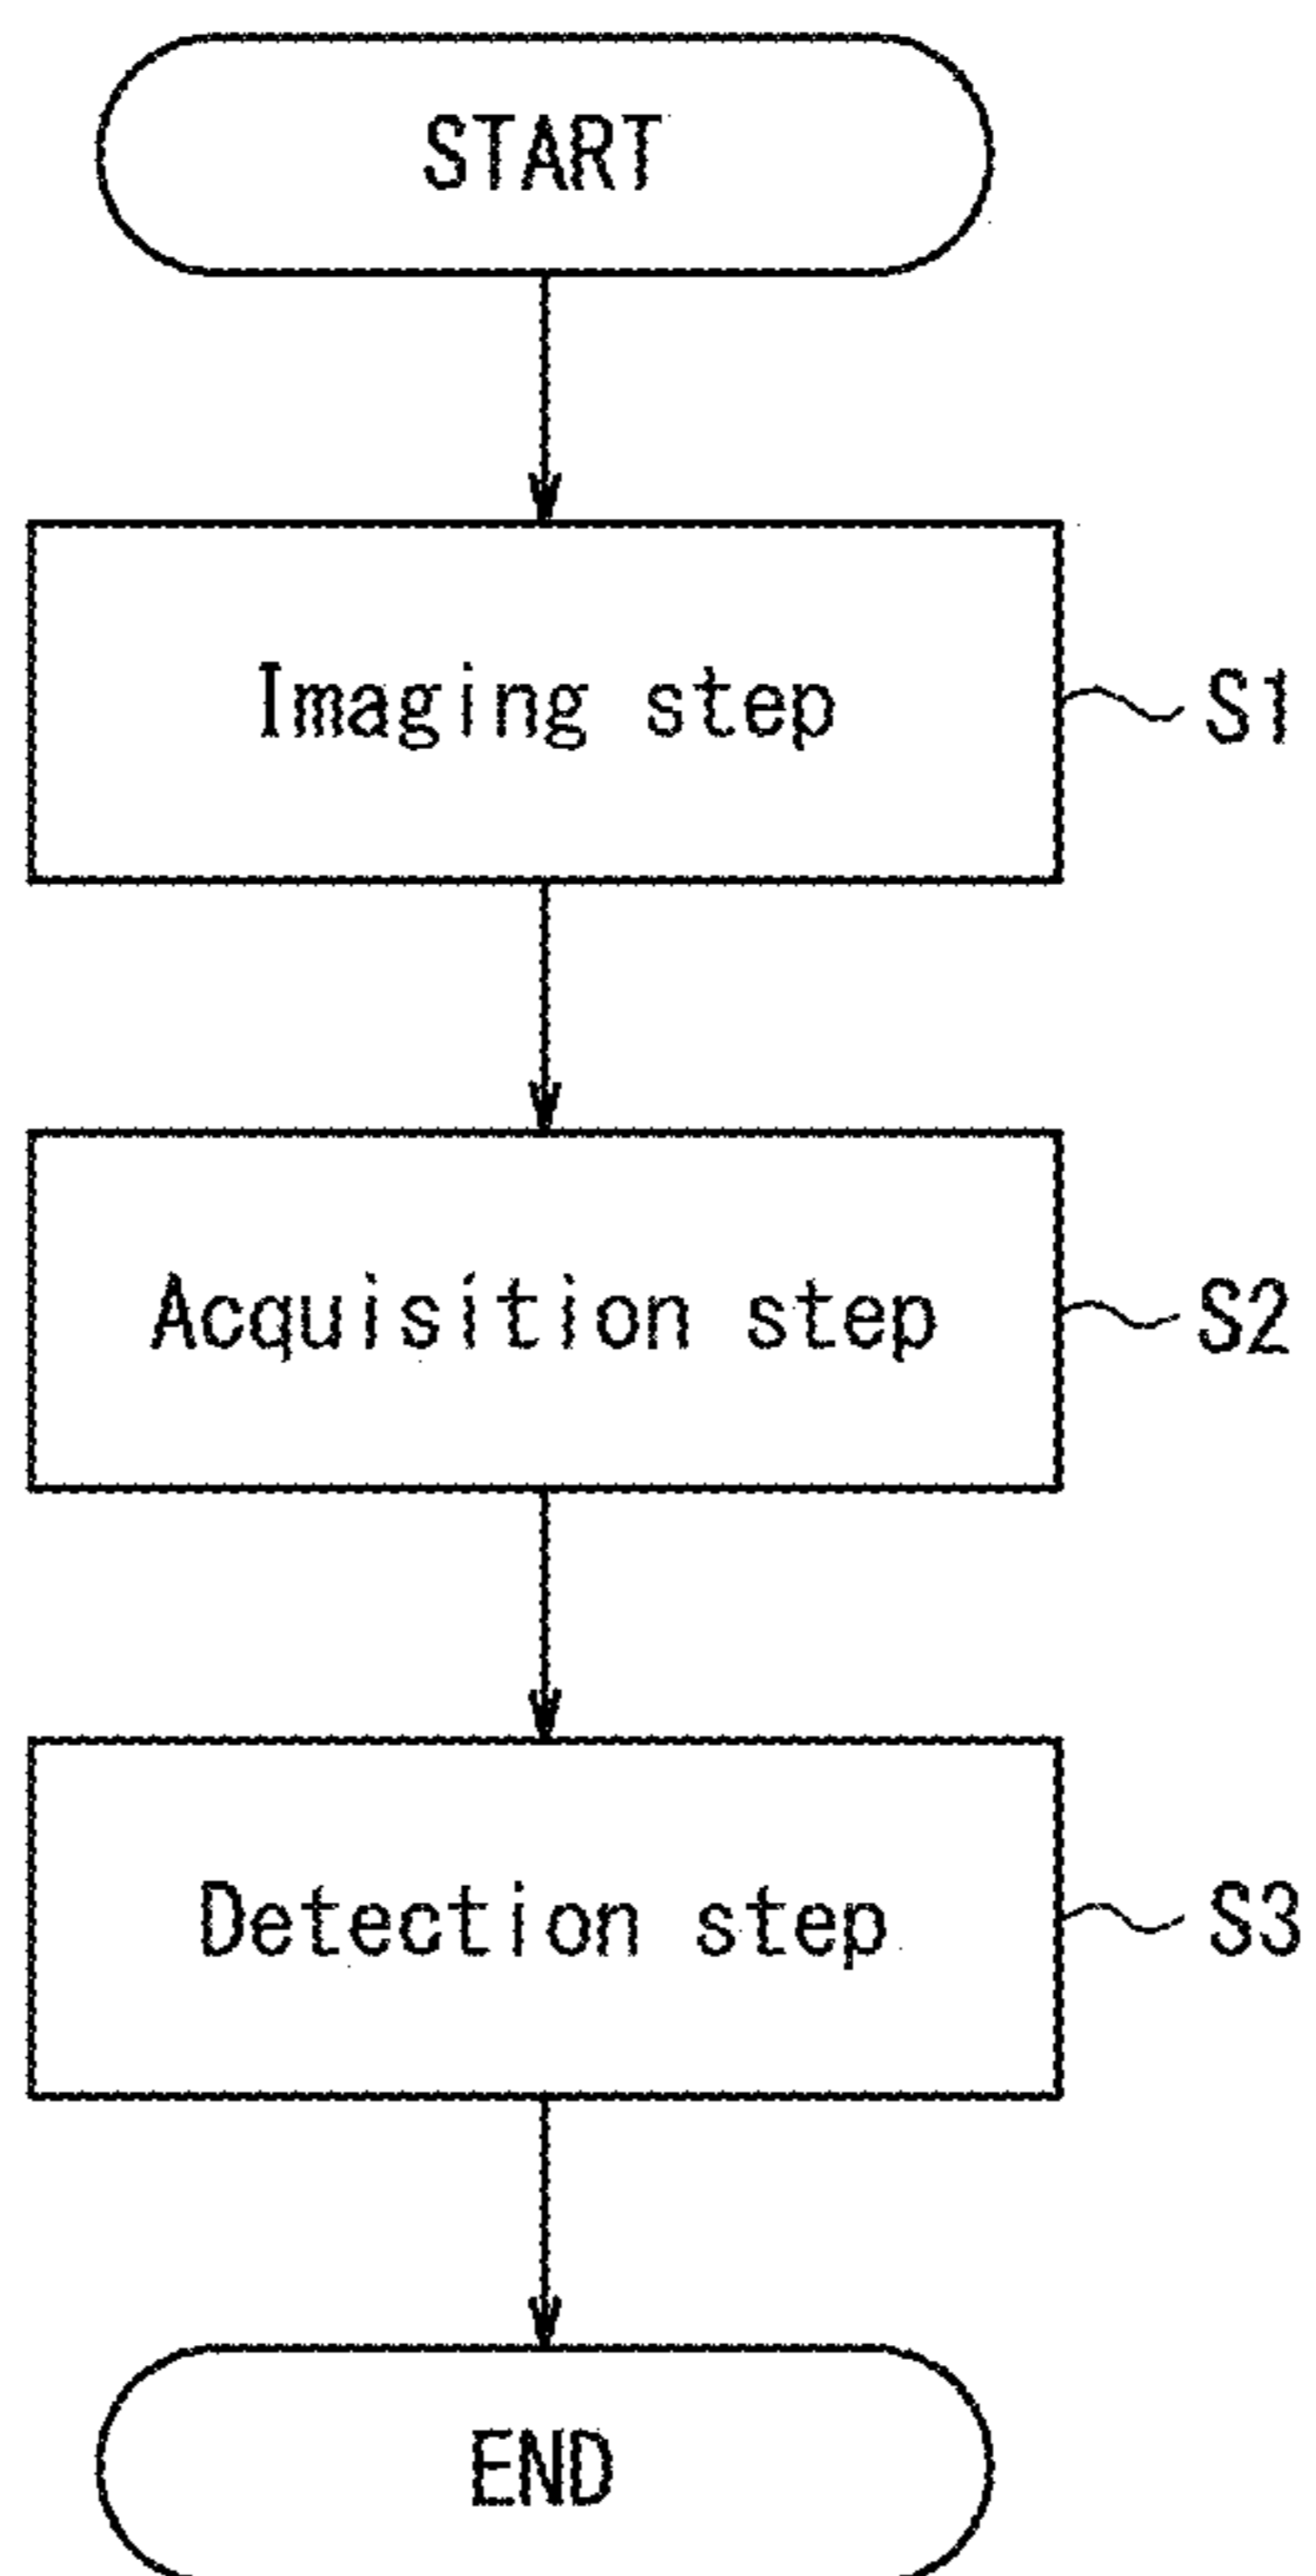 START
Imaging step
S1
Acquisition step
S2
Detection step
S3
END